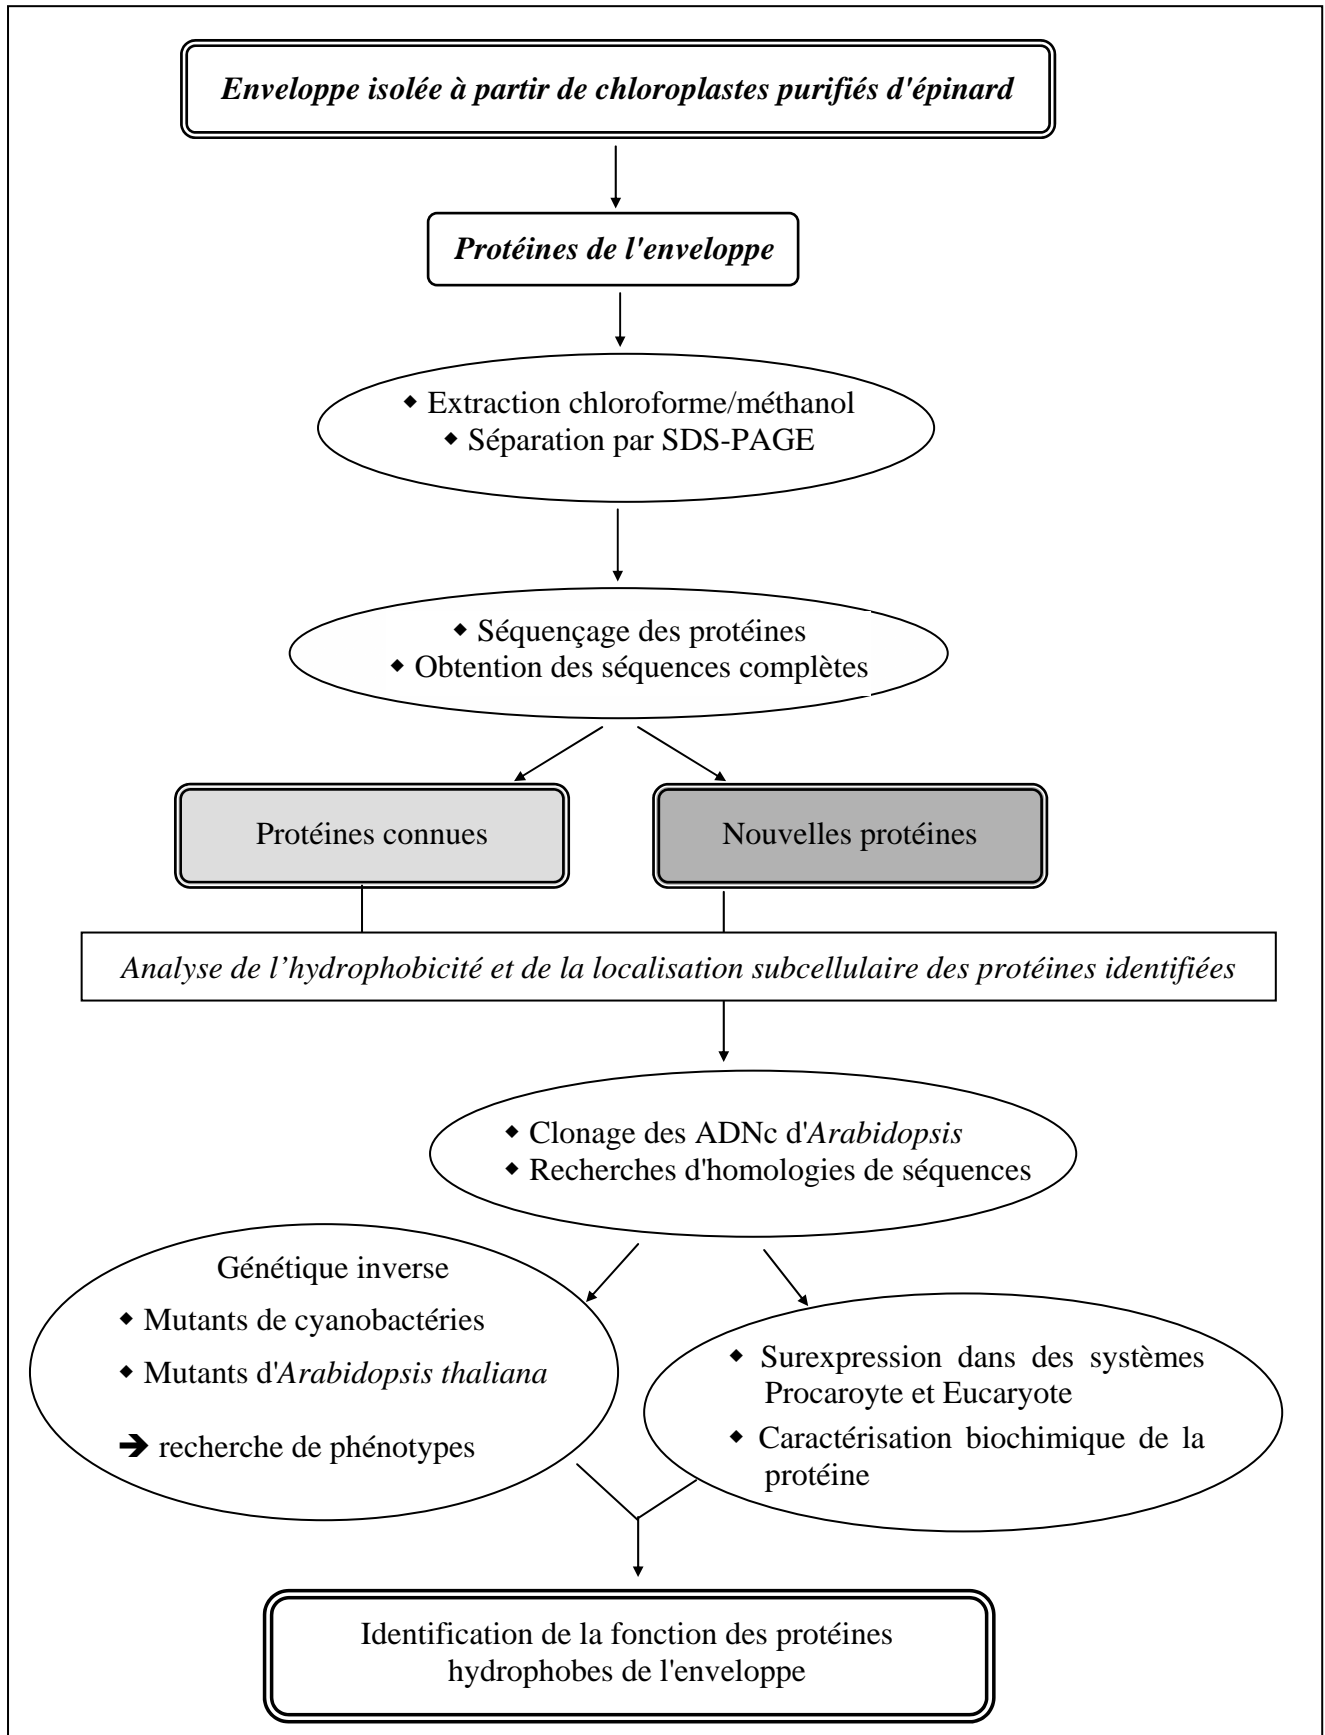 Enveloppe isolée à partir de chloroplastes purifiés d'épinard
Protéines de l'enveloppe
◆ Extraction chloroforme/méthanol
◆ Séparation par SDS-PAGE
◆ Séquençage des protéines
◆ Obtention des séquences complètes
Protéines connues
Nouvelles protéines
Analyse de l’hydrophobicité et de la localisation subcellulaire des protéines identifiées
◆ Clonage des ADNc d'Arabidopsis
◆ Recherches d'homologies de séquences
Génétique inverse
◆ Mutants de cyanobactéries
◆ Mutants d'Arabidopsis thaliana
➔ recherche de phénotypes
◆ Surexpression dans des systèmes
Procaroyte et Eucaryote
◆ Caractérisation biochimique de la
protéine
Identification de la fonction des protéines
hydrophobes de l'enveloppe